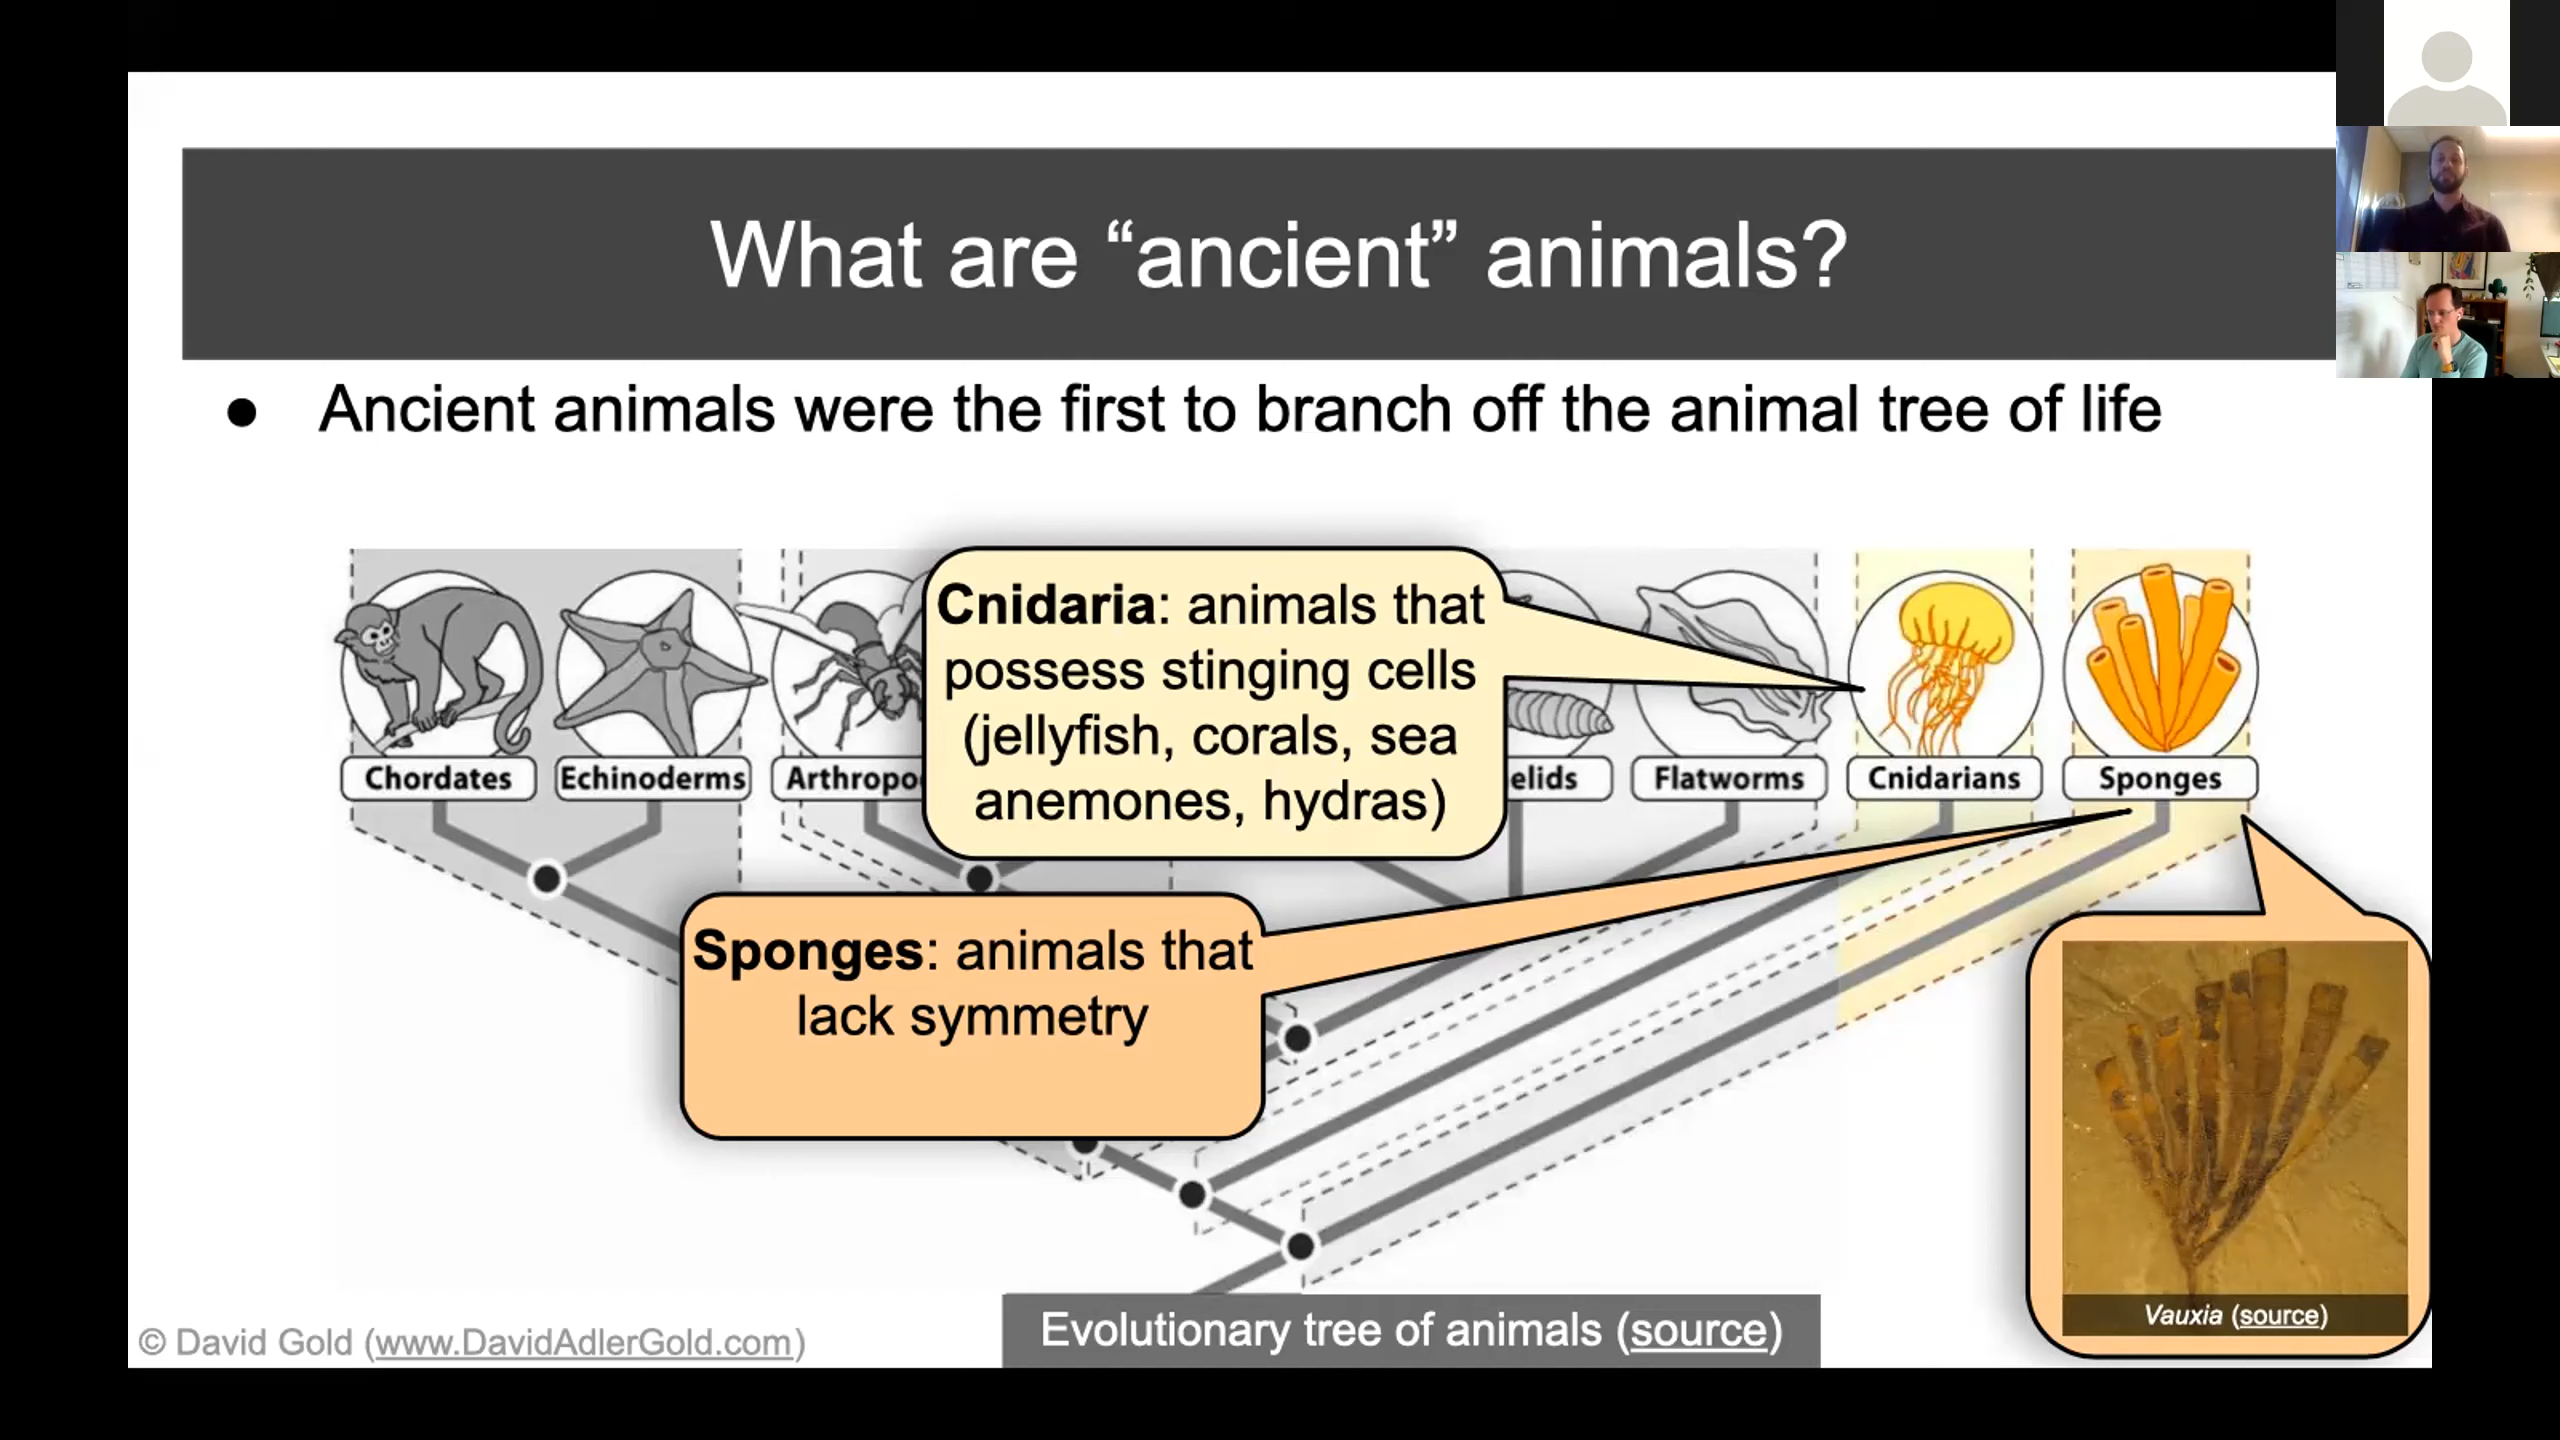 What are “ancient” animals?
● Ancient animals were the first to branch off the animal tree of life
Cnidaria: animals that
possess stinging cells
(jellyfish, corals, sea
anemones, hydras)
Chordates
Echinoderms
Arthropo
elids
Flatworms
Cnidarians
Sponges
Sponges: animals that
lack symmetry
Vauxia (source)
Evolutionary tree of animals (source)
© David Gold (www.DavidAdlerGold.com)